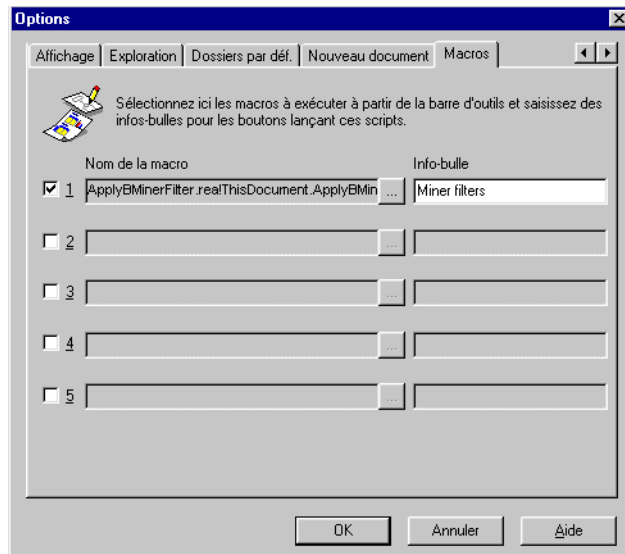 Options
Affichage Exploration Dossiers par déf. Nouveau document Macros
Sélectionnez ici les macros à exécuter à partir de la barre d'outils et saisissez des
infos-bulles pour les boutons lançant ces scripts.
Nom de la macro Info-bulle
1 ApplyBMinerFilter.rea!ThisDocument.ApplyBMin ... Miner filters
2 ...
3 ...
4 ...
5 ...
OK Annuler Aide